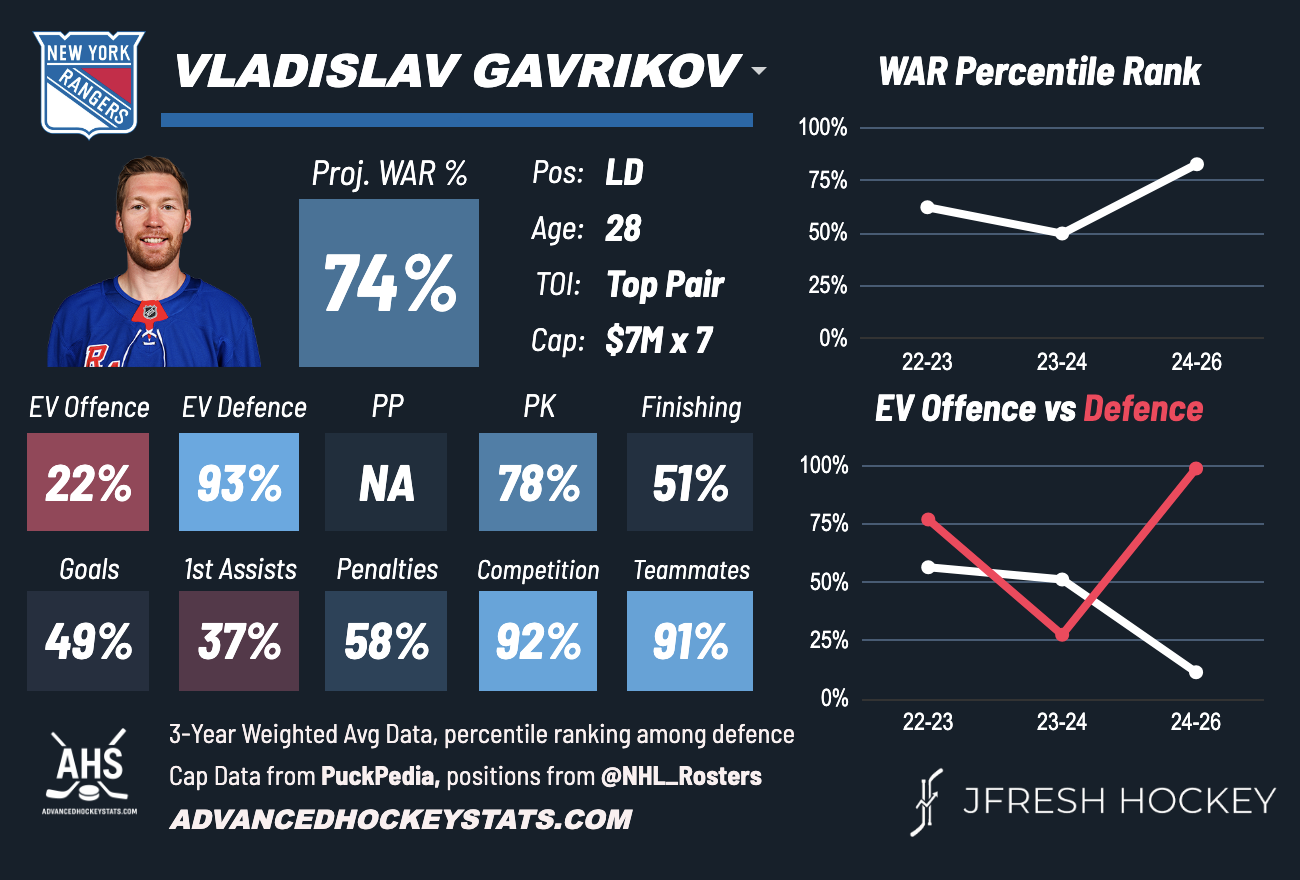 NEW YORK
RANGERS
VLADISLAV GAVRIKOV
Proj. WAR %
74%
Pos: LD
Age: 28
TOI: Top Pair
Cap: $7M x 7
EV Offence EV Defence PP PK Finishing
22% 93% NA 78% 51%
Goals 1st Assists Penalties Competition Teammates
49% 37% 58% 92% 91%
WAR Percentile Rank
100%
75%
50%
25%
0%
22-23 23-24 24-26
EV Offence vs Defence
100%
75%
50%
25%
0%
22-23 23-24 24-26
AHS
ADVANCEDHOCKEYSTATS.COM
3-Year Weighted Avg Data, percentile ranking among defence
Cap Data from PuckPedia, positions from @NHL_Rosters
ADVANCEDHOCKEYSTATS.COM
JFRESH HOCKEY